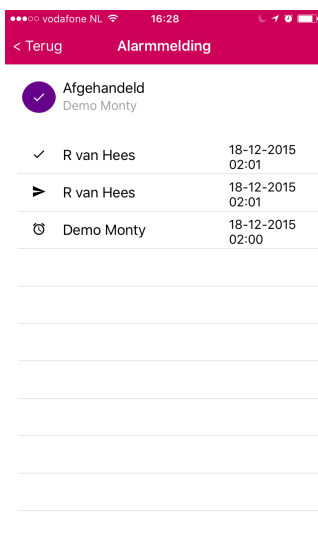 vodafone NL 16:28
< Terug Alarmmelding
Afgehandeld
Demo Monty
R van Hees 18-12-2015
02:01
R van Hees 18-12-2015
02:01
Demo Monty 18-12-2015
02:00